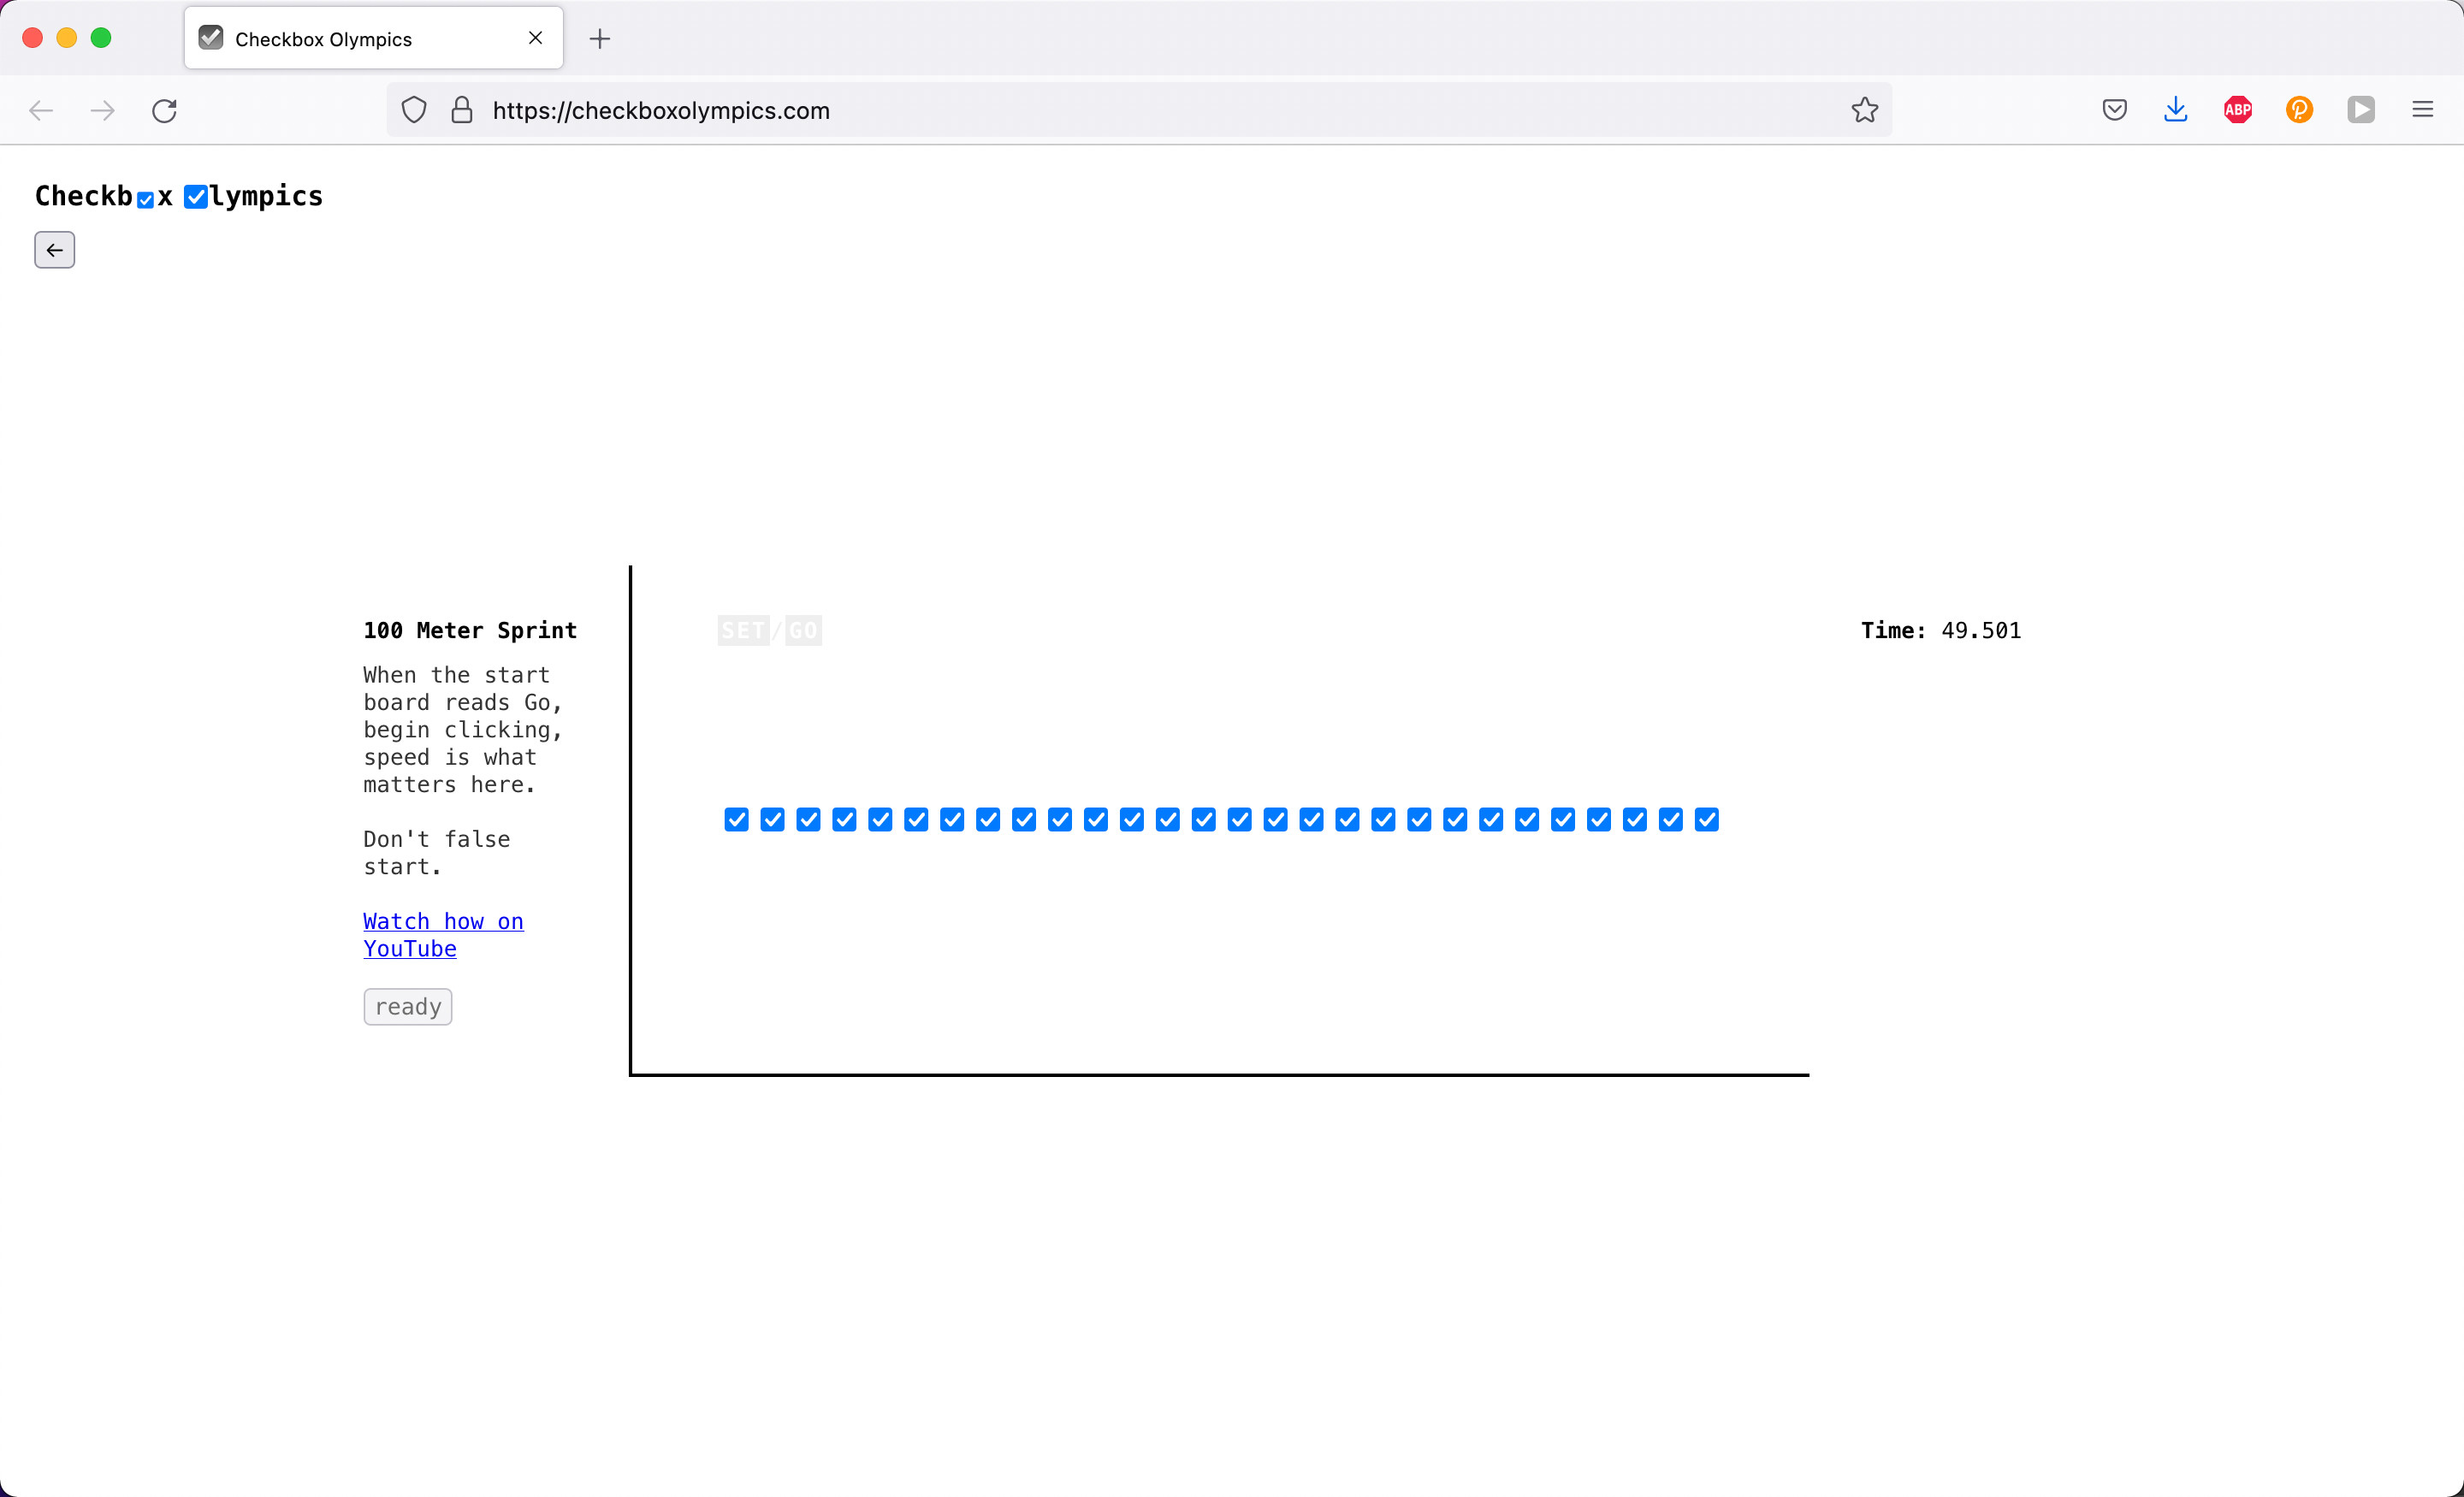 Checkbox Olympics
https://checkboxolympics.com
ABP
Checkb☑x ☑lympics
←
100 Meter Sprint
When the start
board reads Go,
begin clicking,
speed is what
matters here.
Don't false
start.
Watch how on
YouTube
ready
SET/GO
Time: 49.501